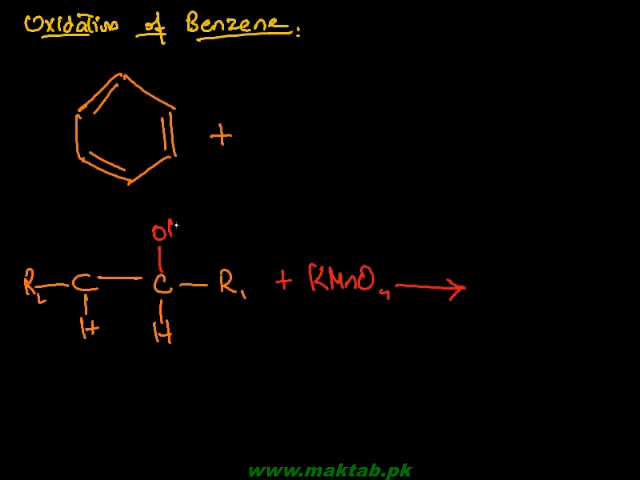 Oxidation of Benzene:
+
OH
R₂ — C — C — R₁ + KMnO₄ →
H H
www.maktab.pk